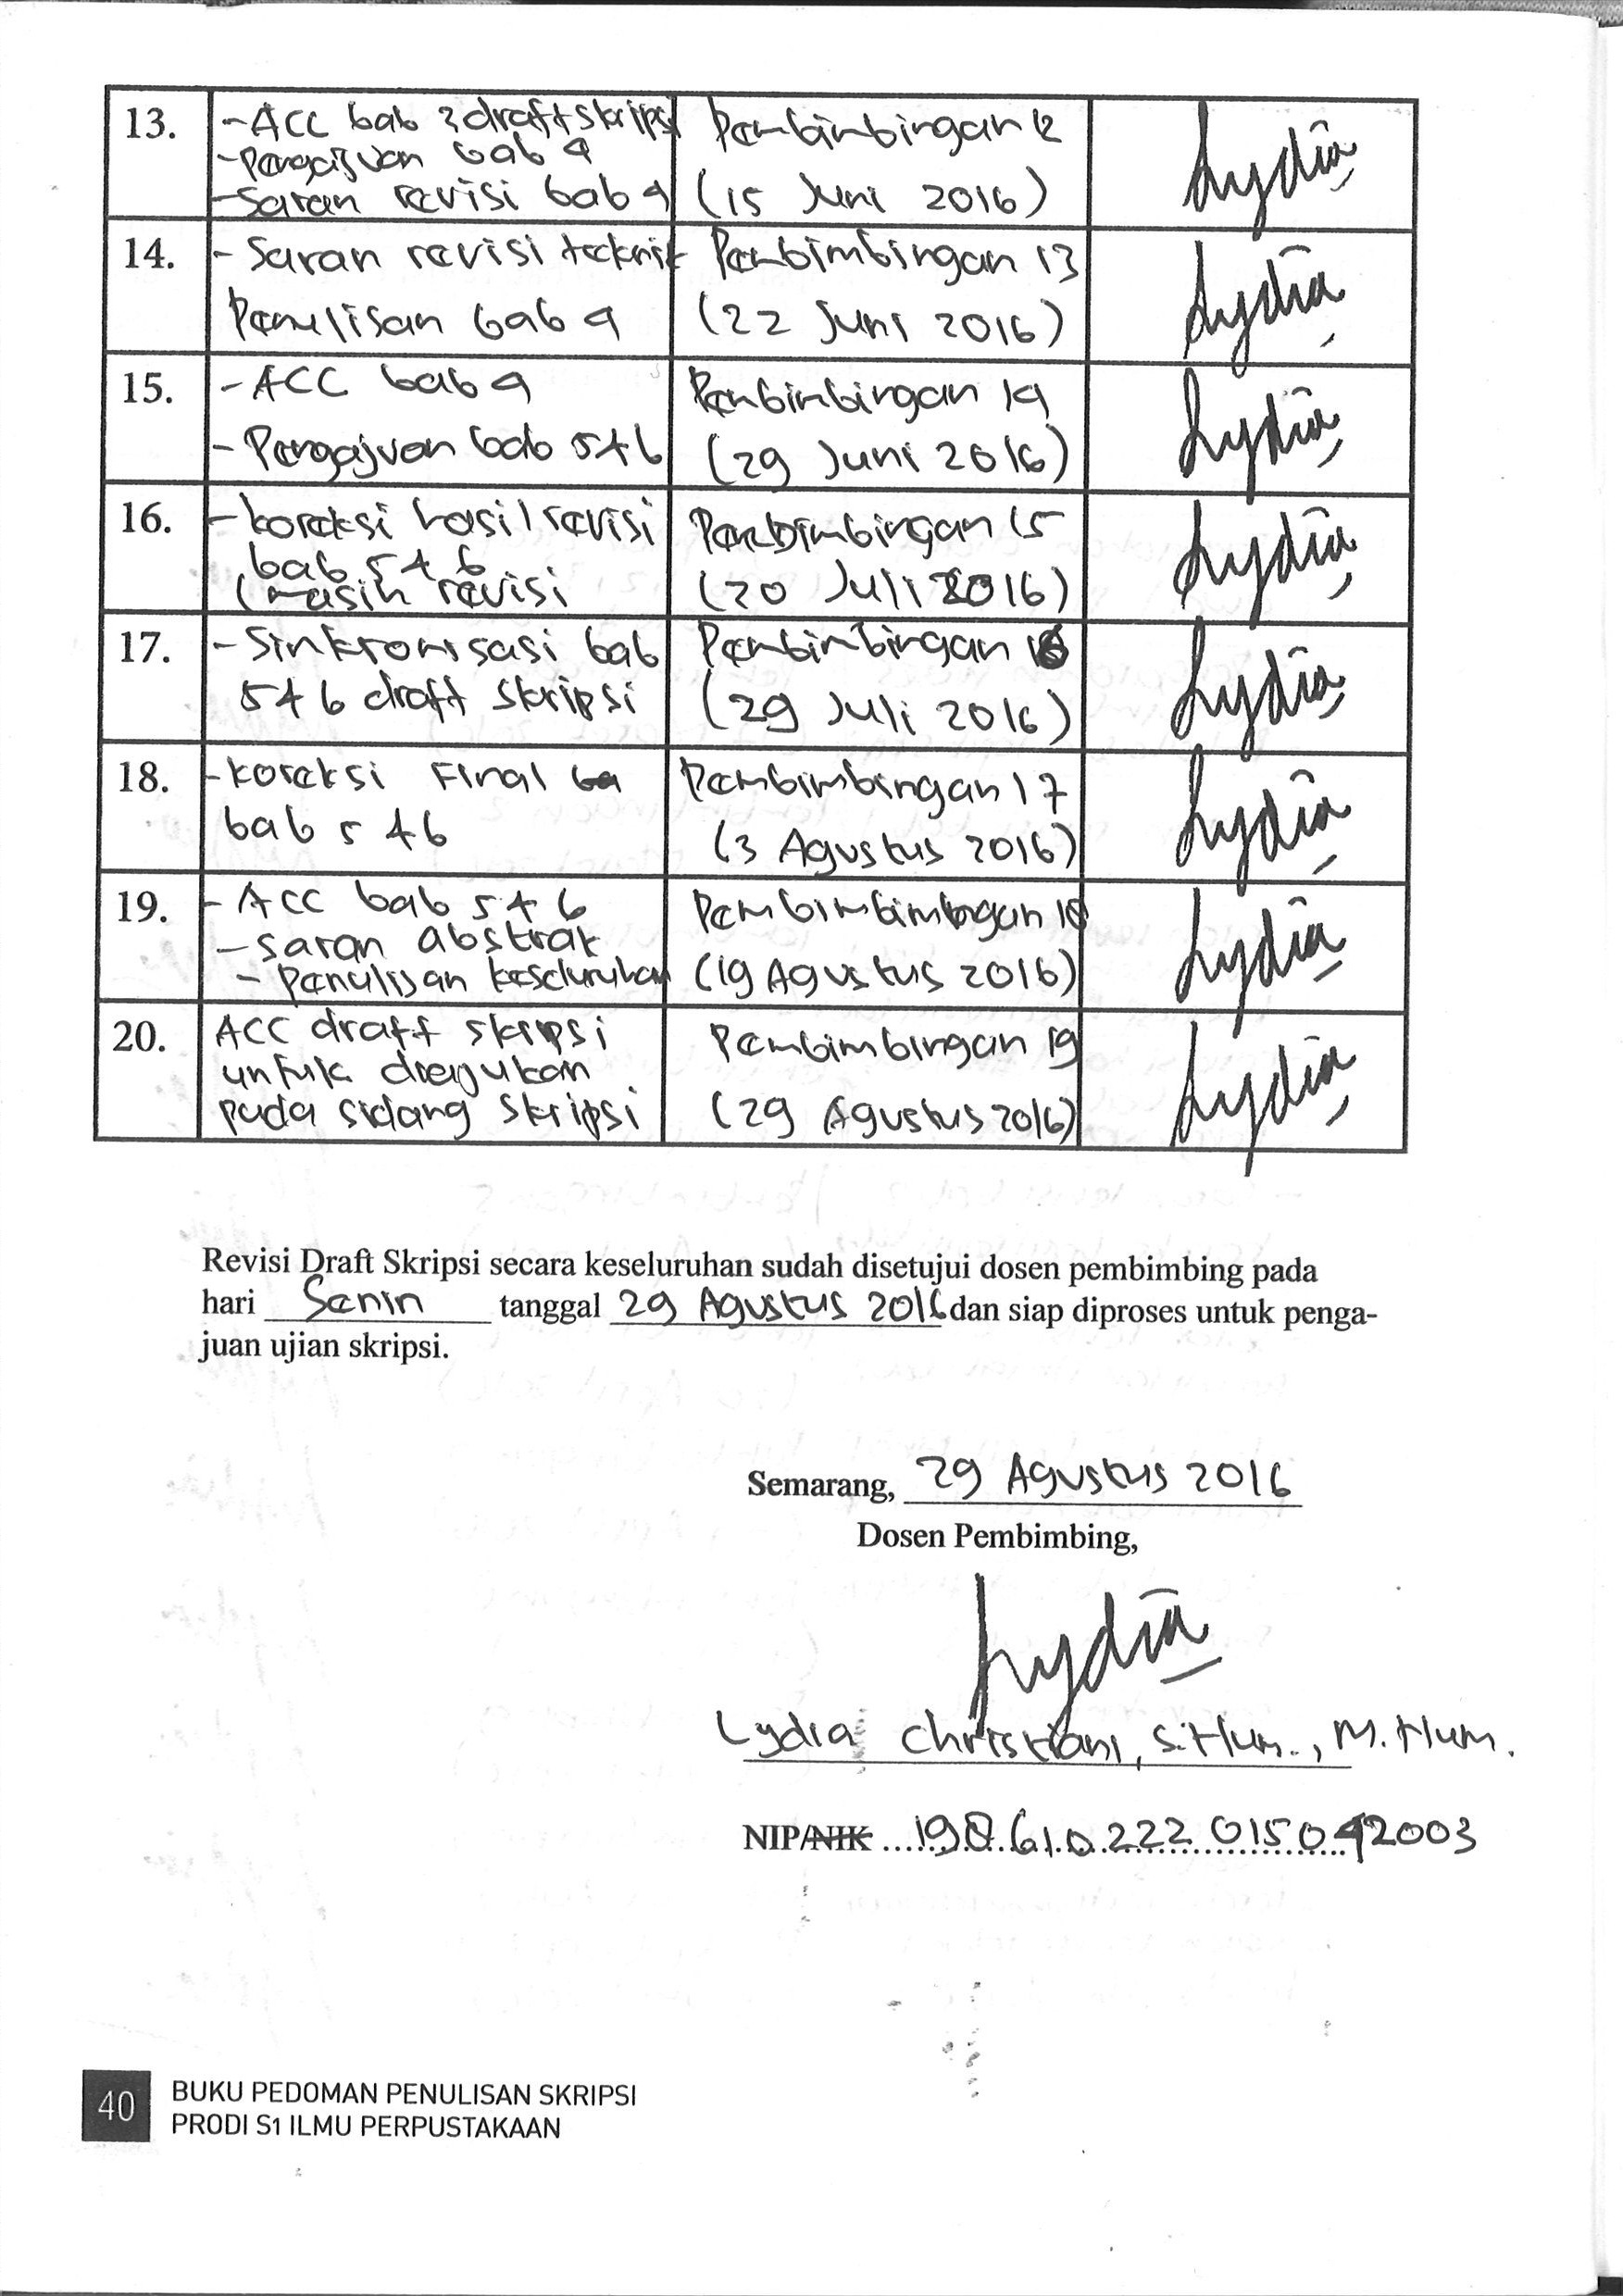 13.
- ACC bab 3 draft skripsi
- Pengajuan bab 4
- Saran revisi bab 4
Pembimbingan 12
(15 Juni 2016)
Lydia
14.
- Saran revisi teknik
Penulisan bab 4
Pembimbingan 13
(22 Juni 2016)
Lydia
15.
- ACC bab 4
- Pengajuan bab 5 + 6
Pembimbingan 14
(29 Juni 2016)
Lydia
16.
- koreksi hasil revisi
bab 5 + 6
(masih revisi
Pembimbingan 15
(20 Juli 2016)
Lydia
17.
- Sinkronisasi bab
5 + 6 draft skripsi
Pembimbingan 16
(29 Juli 2016)
Lydia
18.
- Koreksi Final ba
bab 5 + 6
Pembimbingan 17
(3 Agustus 2016)
Lydia
19.
- ACC bab 5 + 6
- saran abstrak
- Penulisan keseluruhan
Pembimbimbingan 18
(19 Agustus 2016)
Lydia
20.
ACC draft skripsi
untuk diajukan
pada sidang skripsi.
Pembimbingan 19
(29 Agustus 2016)
Lydia
Revisi Draft Skripsi secara keseluruhan sudah disetujui dosen pembimbing pada
hari Senin tanggal 29 Agustus 2016 dan siap diproses untuk penga-
juan ujian skripsi.
Semarang, 29 Agustus 2016
Dosen Pembimbing,
Lydia
Lydia Christiani, S.Hum., M.Hum.
NIP/NIK ...198610222015042003
40
BUKU PEDOMAN PENULISAN SKRIPSI
PRODI S1 ILMU PERPUSTAKAAN